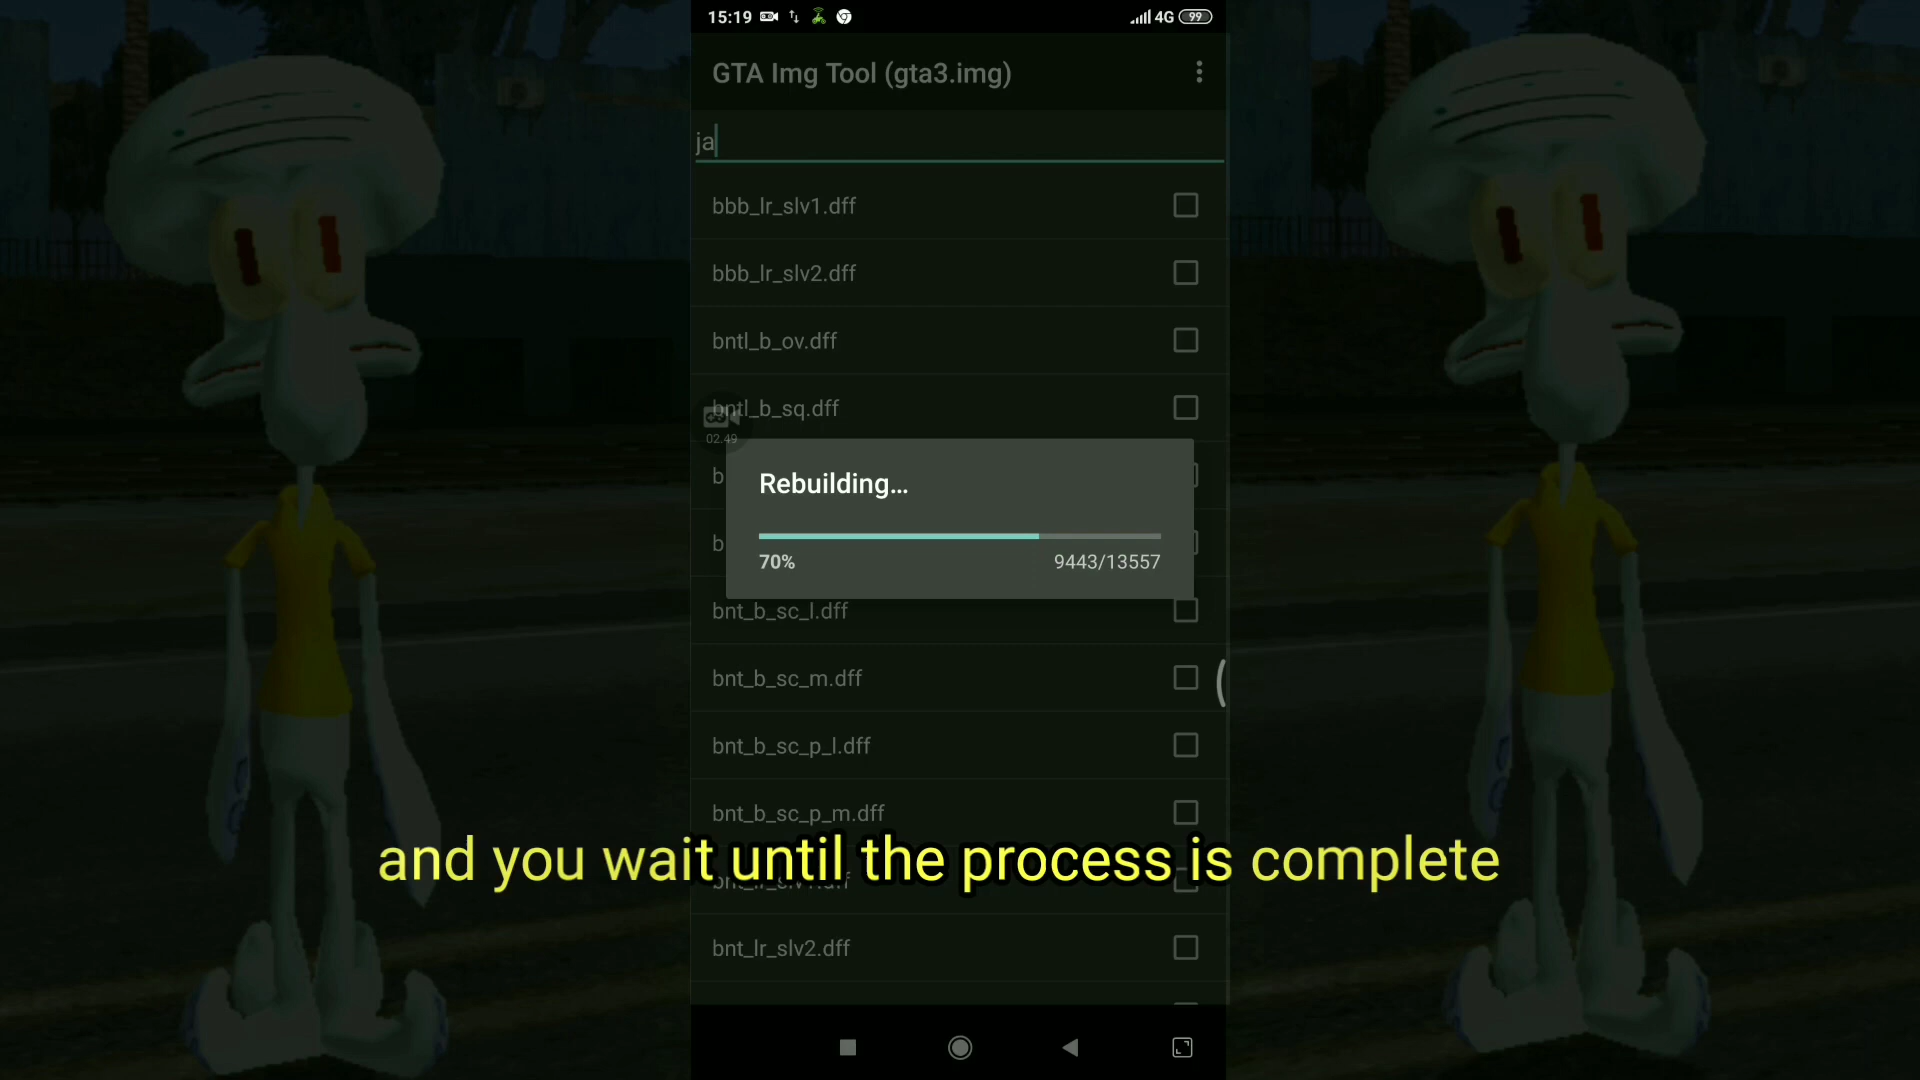 15:19 4G 99
GTA Img Tool (gta3.img)
ja
bbb_lr_slv1.dff
bbb_lr_slv2.dff
bntl_b_ov.dff
bntl_b_sq.dff
02.49
b
Rebuilding...
b
70% 9443/13557
bnt_b_sc_l.dff
bnt_b_sc_m.dff
bnt_b_sc_p_l.dff
bnt_b_sc_p_m.dff
and you wait until the process is complete
bnt_lr_slv1.dff
bnt_lr_slv2.dff